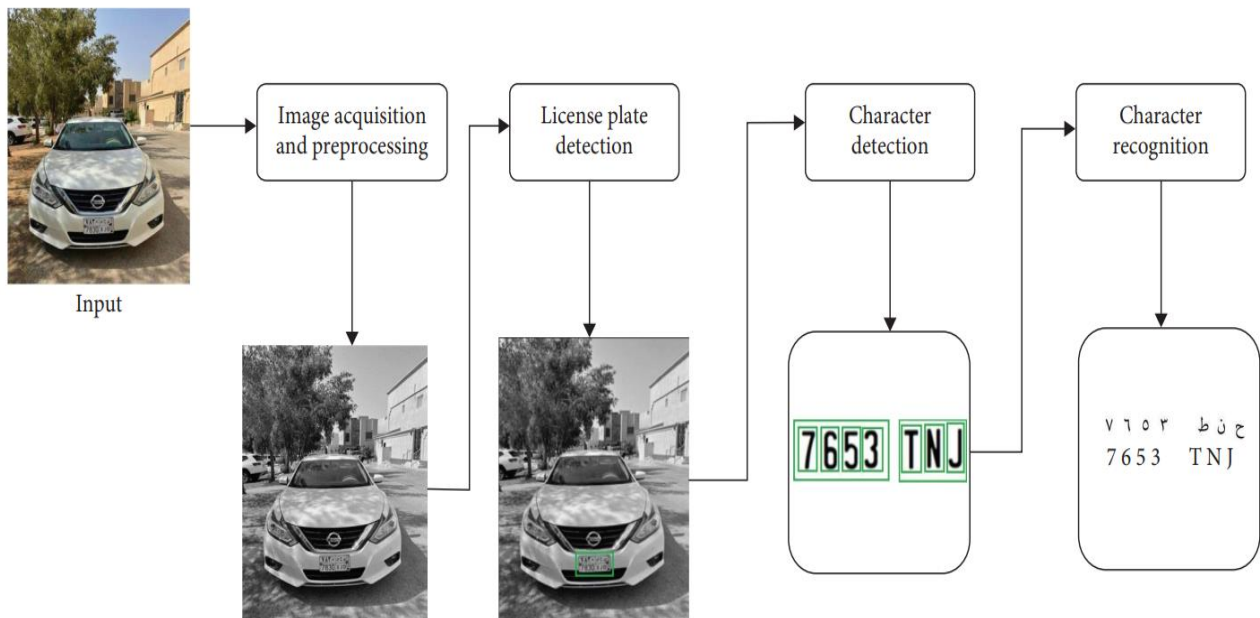 Input
Image acquisition
and preprocessing
License plate
detection
Character
detection
Character
recognition
7653 TNJ
٧٦٥٣ ح ن ط
7653 TNJ